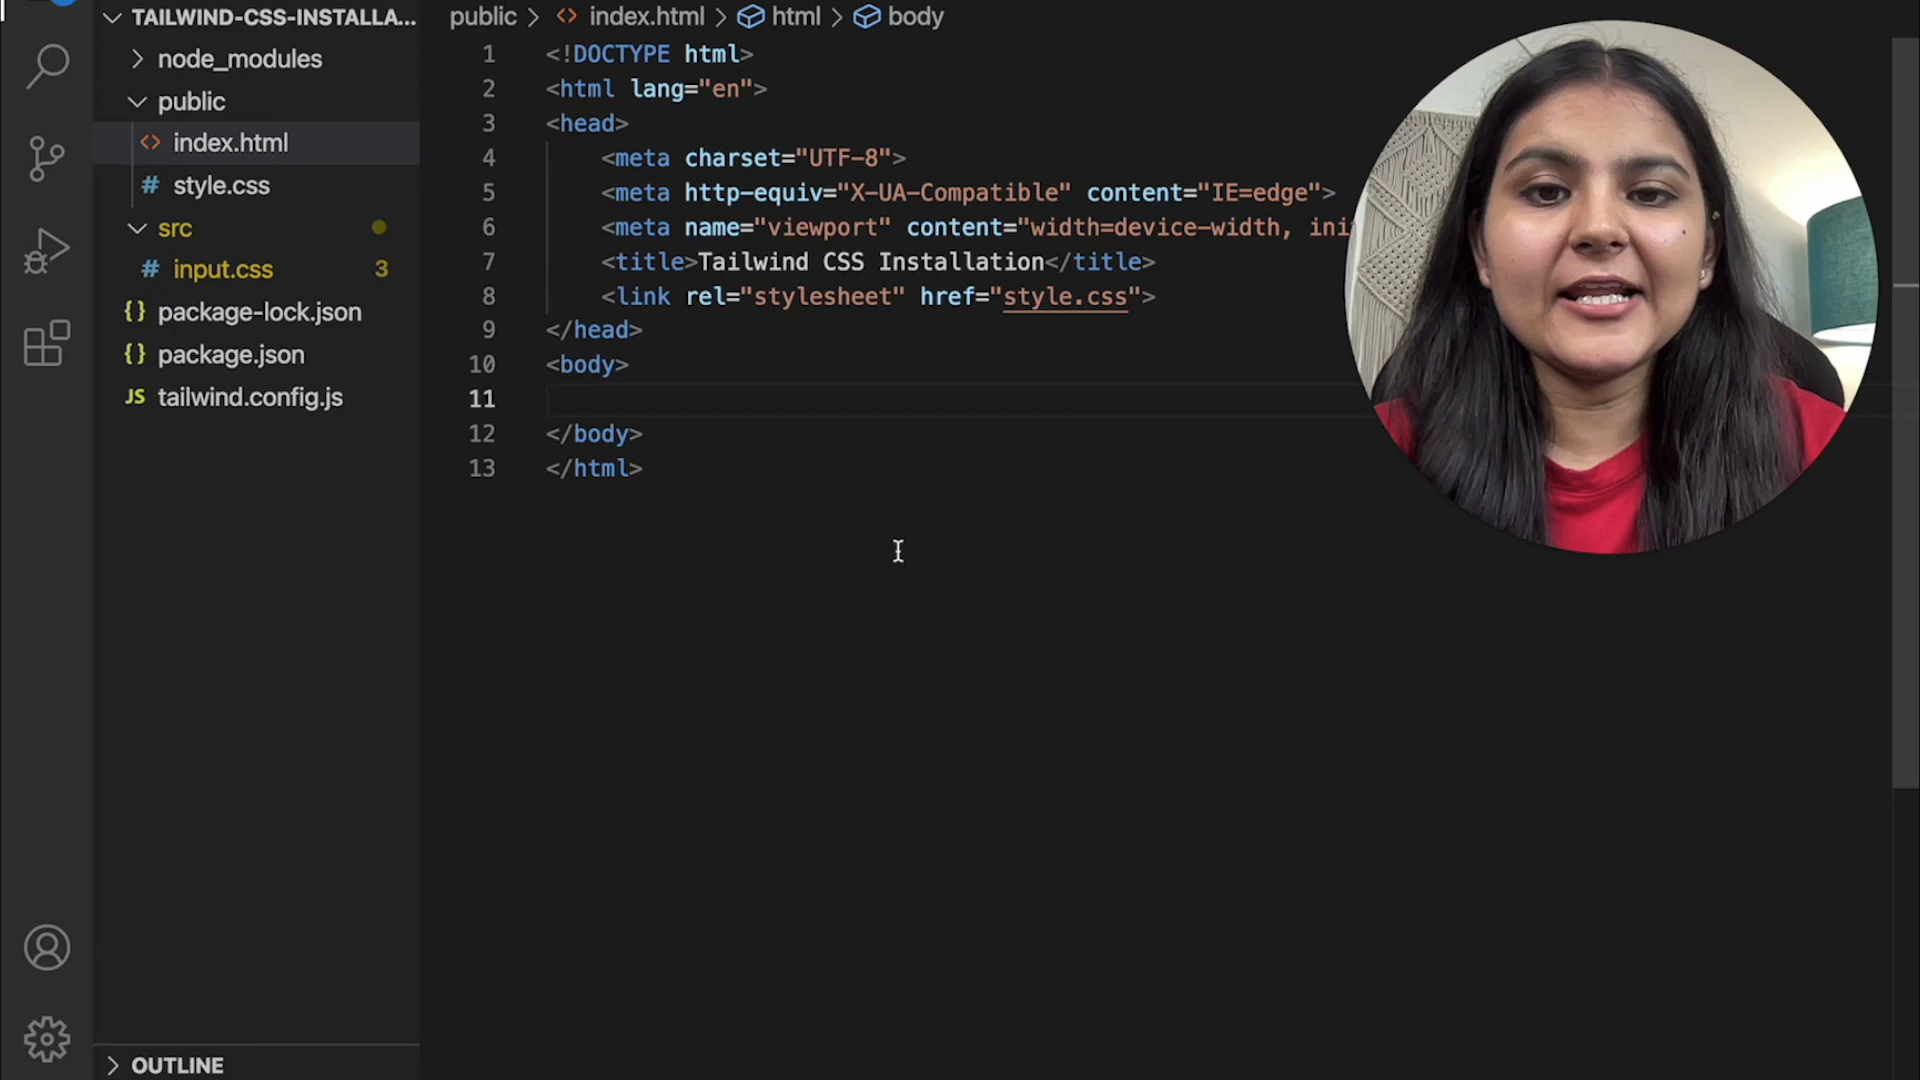 TAILWIND-CSS-INSTALLA...
node_modules
public
index.html
style.css
src
input.css 3
{} package-lock.json
{} package.json
JS tailwind.config.js
OUTLINE
public > index.html > html > body
1 <!DOCTYPE html>
2 <html lang="en">
3 <head>
4 <meta charset="UTF-8">
5 <meta http-equiv="X-UA-Compatible" content="IE=edge">
6 <meta name="viewport" content="width=device-width, ini
7 <title>Tailwind CSS Installation</title>
8 <link rel="stylesheet" href="style.css">
9 </head>
10 <body>
11
12 </body>
13 </html>